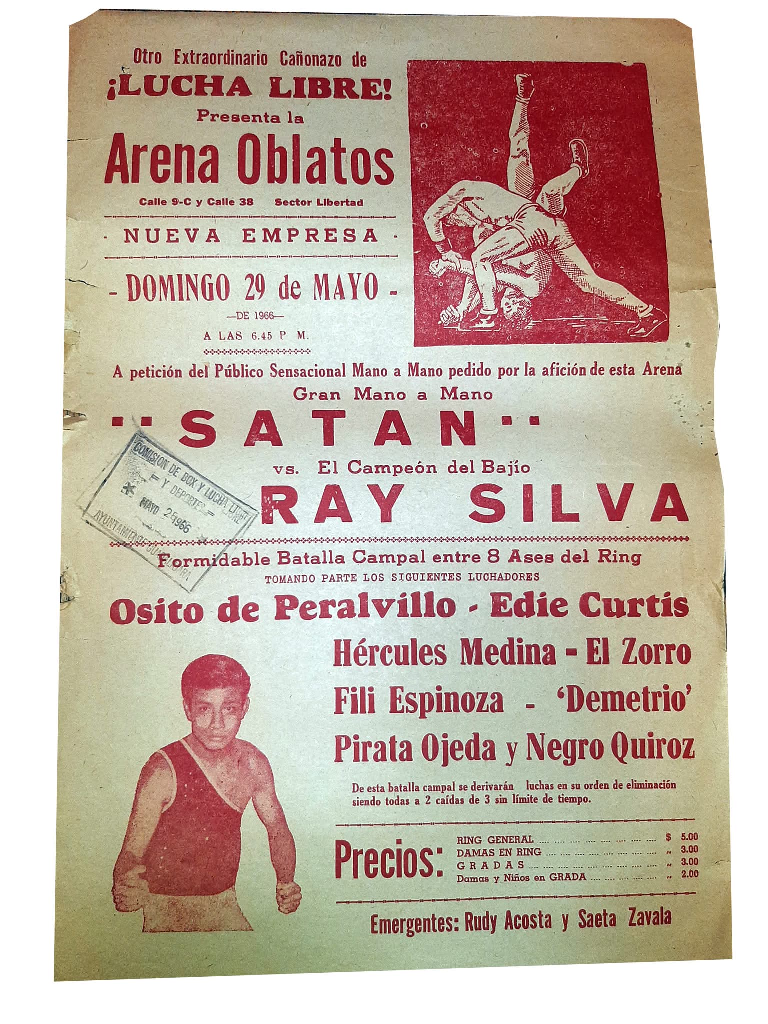 Otro Extraordinario Cañonazo de
¡LUCHA LIBRE!
Presenta la
Arena Oblatos
Calle 9-C y Calle 38 Sector Libertad
· NUEVA EMPRESA ·
- DOMINGO 29 de MAYO -
—DE 1966—
A LAS 6.45 P M.
A petición del Público Sensacional Mano a Mano pedido por la afición de esta Arena
Gran Mano a Mano
"SATAN"
vs. El Campeón del Bajío
RAY SILVA
COMISION DE BOX Y LUCHA LIBRE
Y DEPORTES
MAYO 25 1966
AYUNTAMIENTO
Formidable Batalla Campal entre 8 Ases del Ring
TOMANDO PARTE LOS SIGUIENTES LUCHADORES
Osito de Peralvillo - Edie Curtis
Hércules Medina - El Zorro
Fili Espinoza - ‘Demetrio’
Pirata Ojeda y Negro Quiroz
De esta batalla campal se derivarán luchas en su orden de eliminación
siendo todas a 2 caídas de 3 sin límite de tiempo.
Precios:
RING GENERAL ........ $ 5.00
DAMAS EN RING ........ „ 3.00
GRADAS ........ „ 3.00
Damas y Niños en GRADA ........ „ 2.00
Emergentes: Rudy Acosta y Saeta Zavala